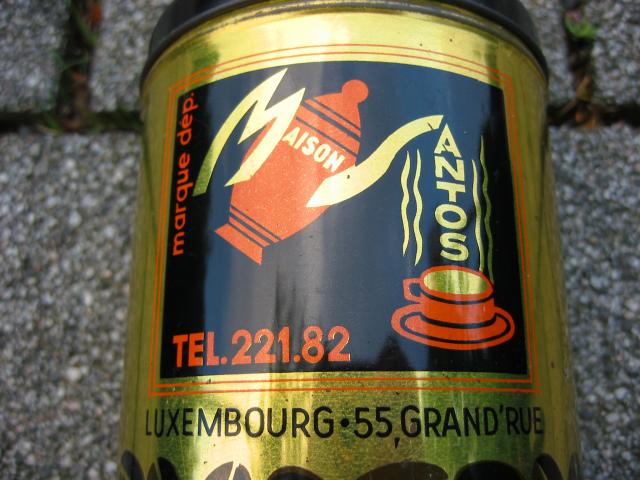 marque dép.
MAISON
SANTOS
TEL.221.82
LUXEMBOURG · 55, GRAND'RUE